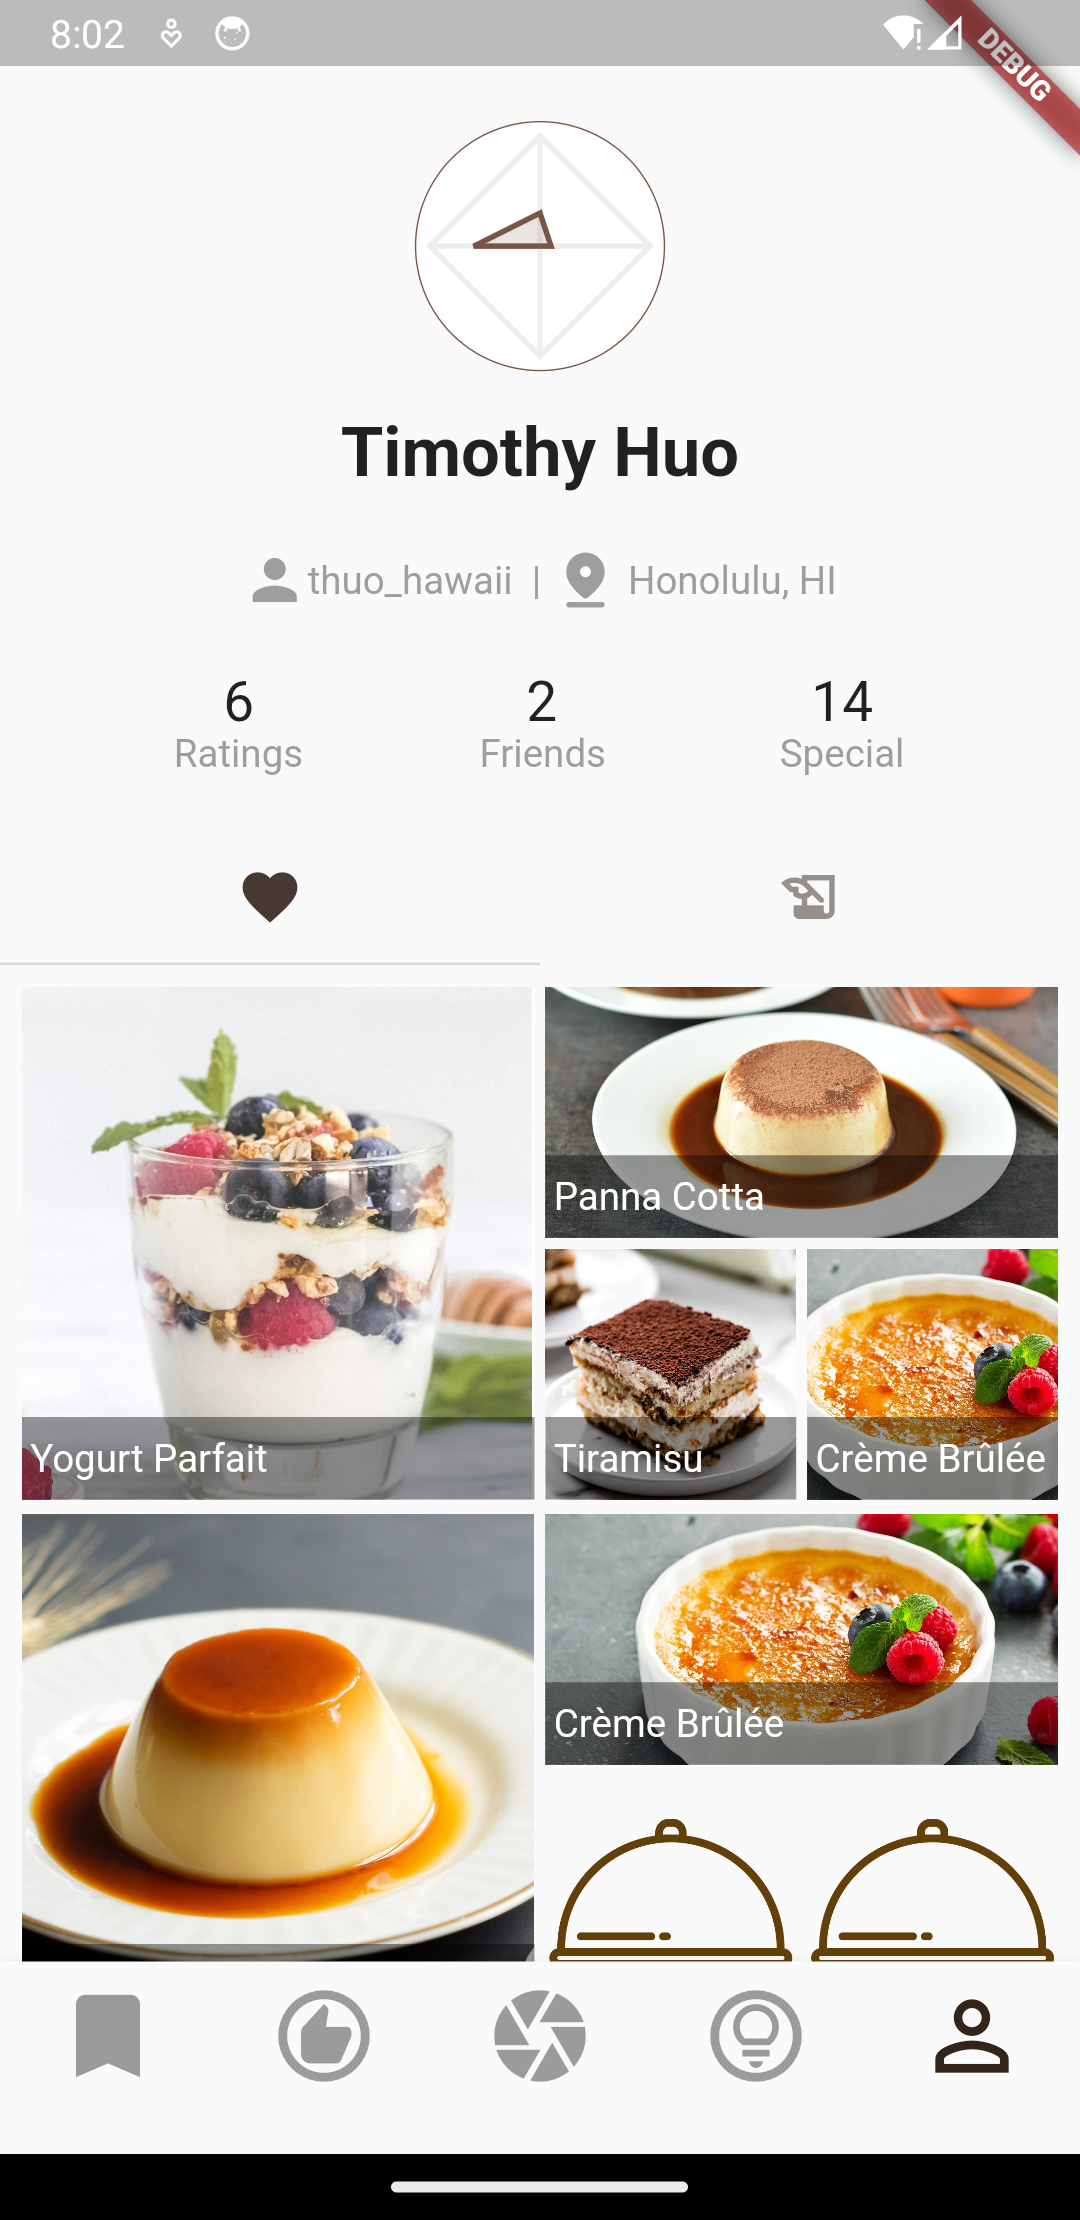 8:02
DEBUG
Timothy Huo
thuo_hawaii | Honolulu, HI
6 2 14
Ratings Friends Special
Panna Cotta
Yogurt Parfait
Tiramisu
Crème Brûlée
Crème Brûlée